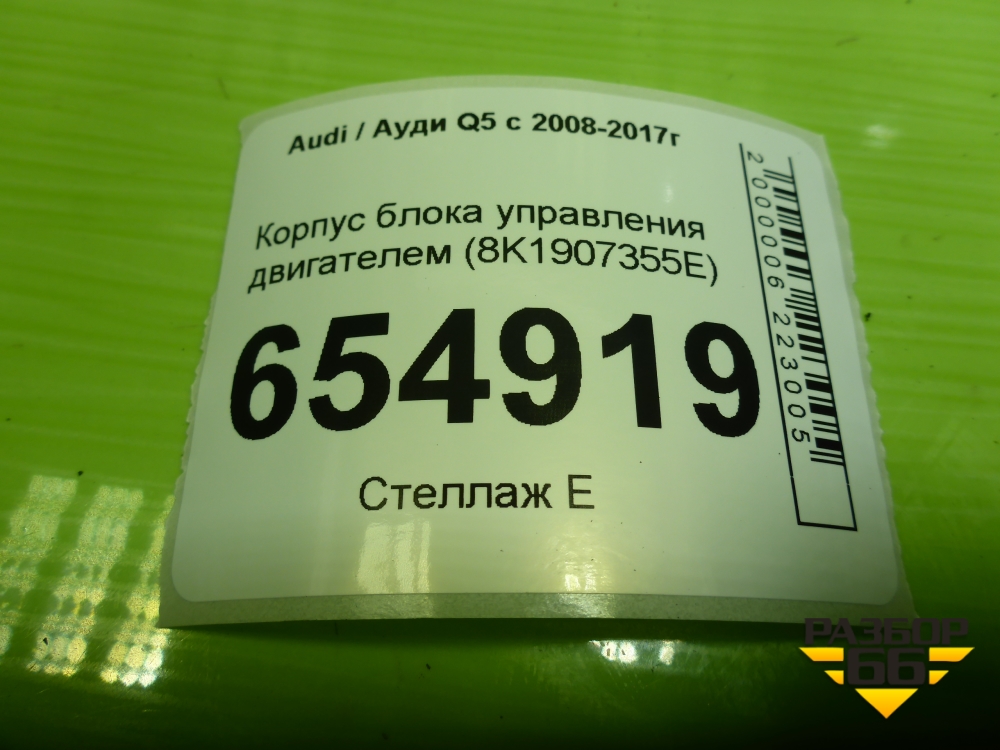 Audi / Ауди Q5 с 2008-2017г
Корпус блока управления
двигателем (8K1907355E)
654919
Стеллаж Е
2000006223005
РАЗБОР
66